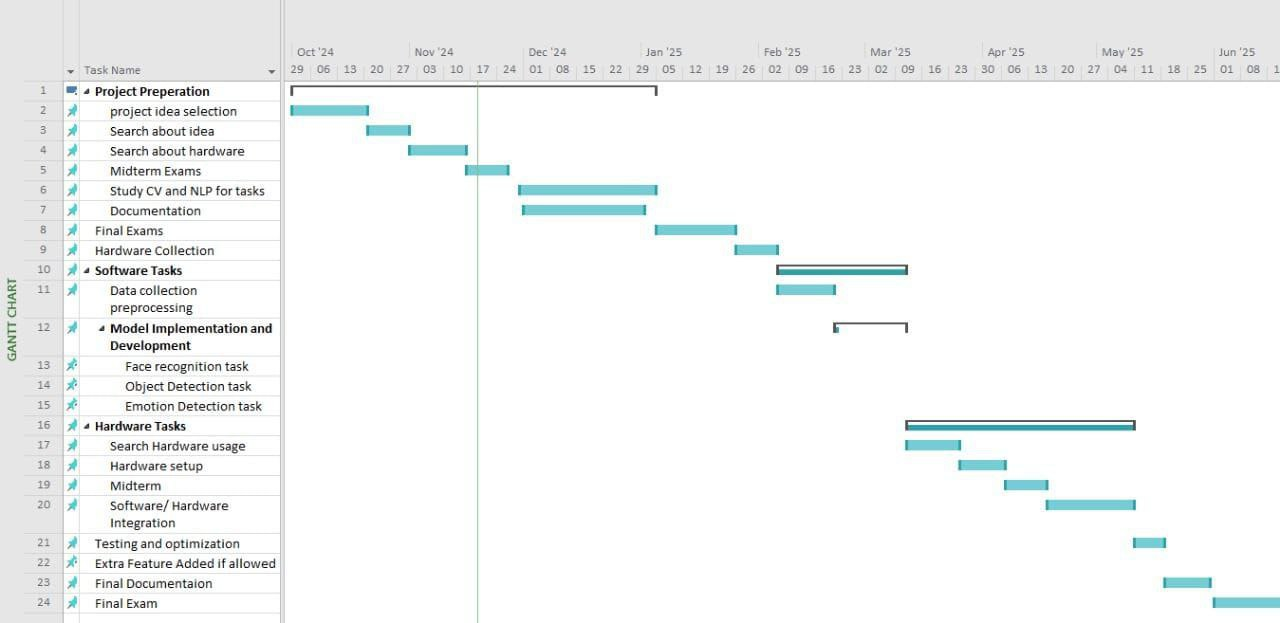 Oct '24 Nov '24 Dec '24 Jan '25 Feb '25 Mar '25 Apr '25 May '25 Jun '25
Task Name 29 06 13 20 27 03 10 17 24 01 08 15 22 29 05 12 19 26 02 09 16 23 02 09 16 23 30 06 13 20 27 04 11 18 25 01 08 1
GANTT CHART
1 Project Preperation
2 project idea selection
3 Search about idea
4 Search about hardware
5 Midterm Exams
6 Study CV and NLP for tasks
7 Documentation
8 Final Exams
9 Hardware Collection
10 Software Tasks
11 Data collection
preprocessing
12 Model Implementation and
Development
13 Face recognition task
14 Object Detection task
15 Emotion Detection task
16 Hardware Tasks
17 Search Hardware usage
18 Hardware setup
19 Midterm
20 Software/ Hardware
Integration
21 Testing and optimization
22 Extra Feature Added if allowed
23 Final Documentaion
24 Final Exam